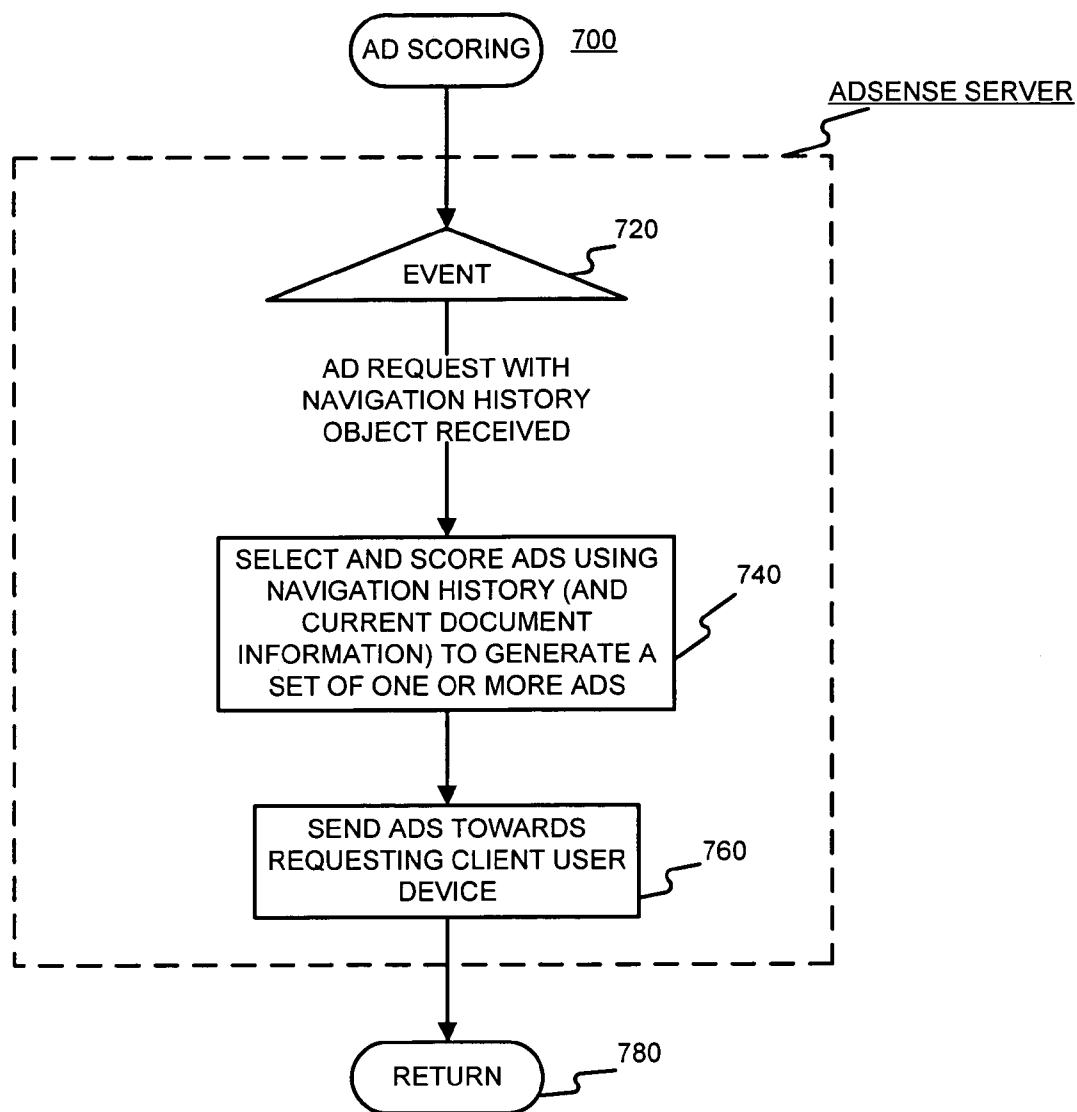 AD SCORING
700
ADSENSE SERVER
720
EVENT
AD REQUEST WITH
NAVIGATION HISTORY
OBJECT RECEIVED
SELECT AND SCORE ADS USING
NAVIGATION HISTORY (AND
CURRENT DOCUMENT
INFORMATION) TO GENERATE A
SET OF ONE OR MORE ADS
740
SEND ADS TOWARDS
REQUESTING CLIENT USER
DEVICE
760
RETURN
780